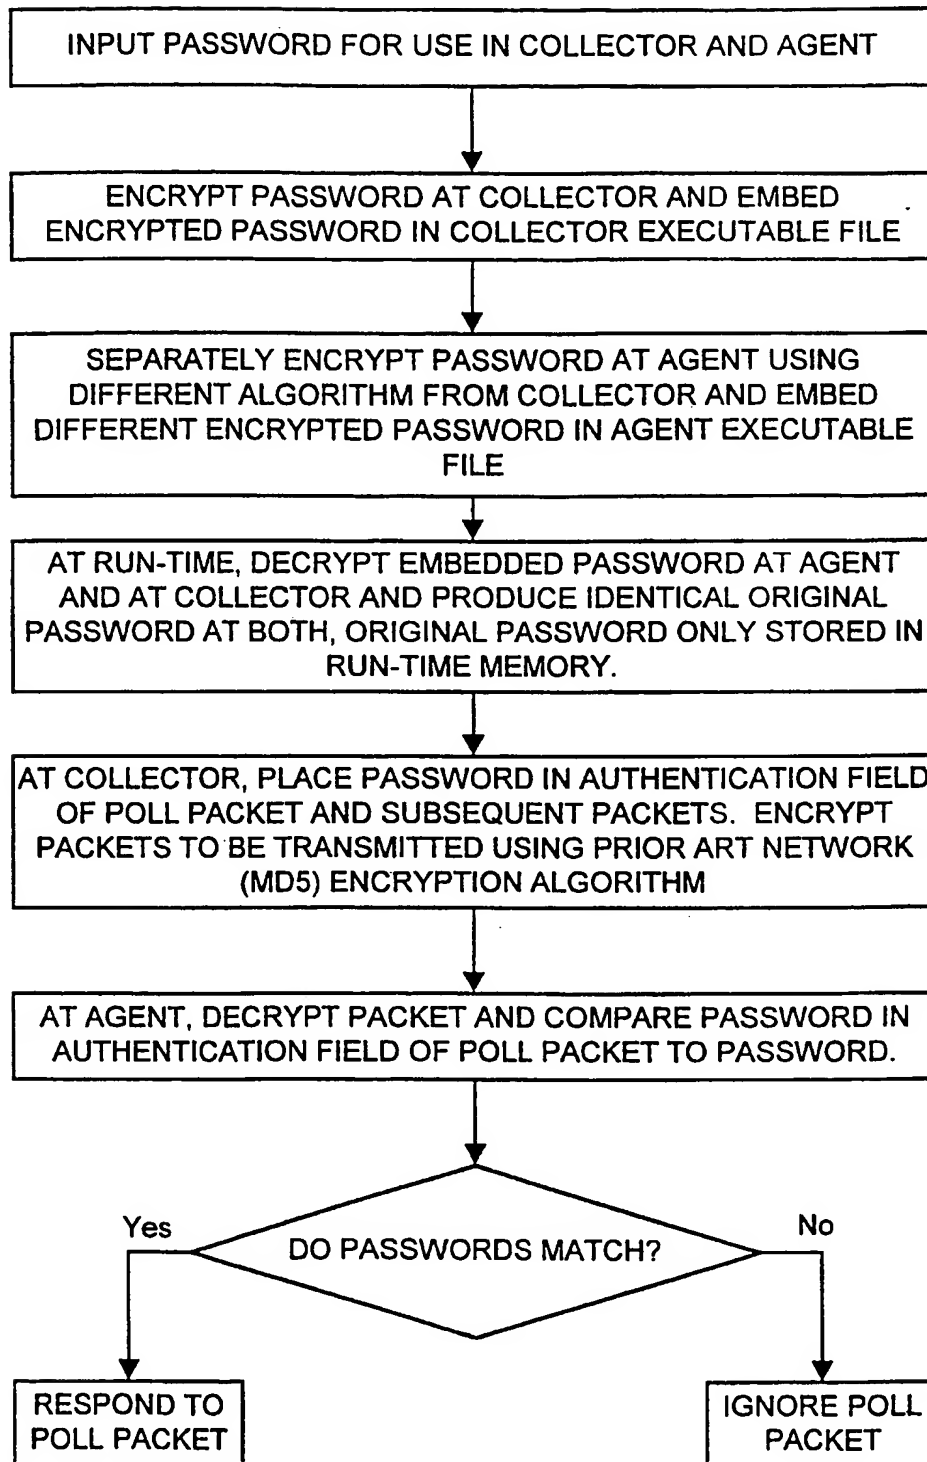 INPUT PASSWORD FOR USE IN COLLECTOR AND AGENT
ENCRYPT PASSWORD AT COLLECTOR AND EMBED
ENCRYPTED PASSWORD IN COLLECTOR EXECUTABLE FILE
SEPARATELY ENCRYPT PASSWORD AT AGENT USING
DIFFERENT ALGORITHM FROM COLLECTOR AND EMBED
DIFFERENT ENCRYPTED PASSWORD IN AGENT EXECUTABLE
FILE
AT RUN-TIME, DECRYPT EMBEDDED PASSWORD AT AGENT
AND AT COLLECTOR AND PRODUCE IDENTICAL ORIGINAL
PASSWORD AT BOTH, ORIGINAL PASSWORD ONLY STORED IN
RUN-TIME MEMORY.
AT COLLECTOR, PLACE PASSWORD IN AUTHENTICATION FIELD
OF POLL PACKET AND SUBSEQUENT PACKETS. ENCRYPT
PACKETS TO BE TRANSMITTED USING PRIOR ART NETWORK
(MD5) ENCRYPTION ALGORITHM
AT AGENT, DECRYPT PACKET AND COMPARE PASSWORD IN
AUTHENTICATION FIELD OF POLL PACKET TO PASSWORD.
Yes
No
DO PASSWORDS MATCH?
RESPOND TO
POLL PACKET
IGNORE POLL
PACKET